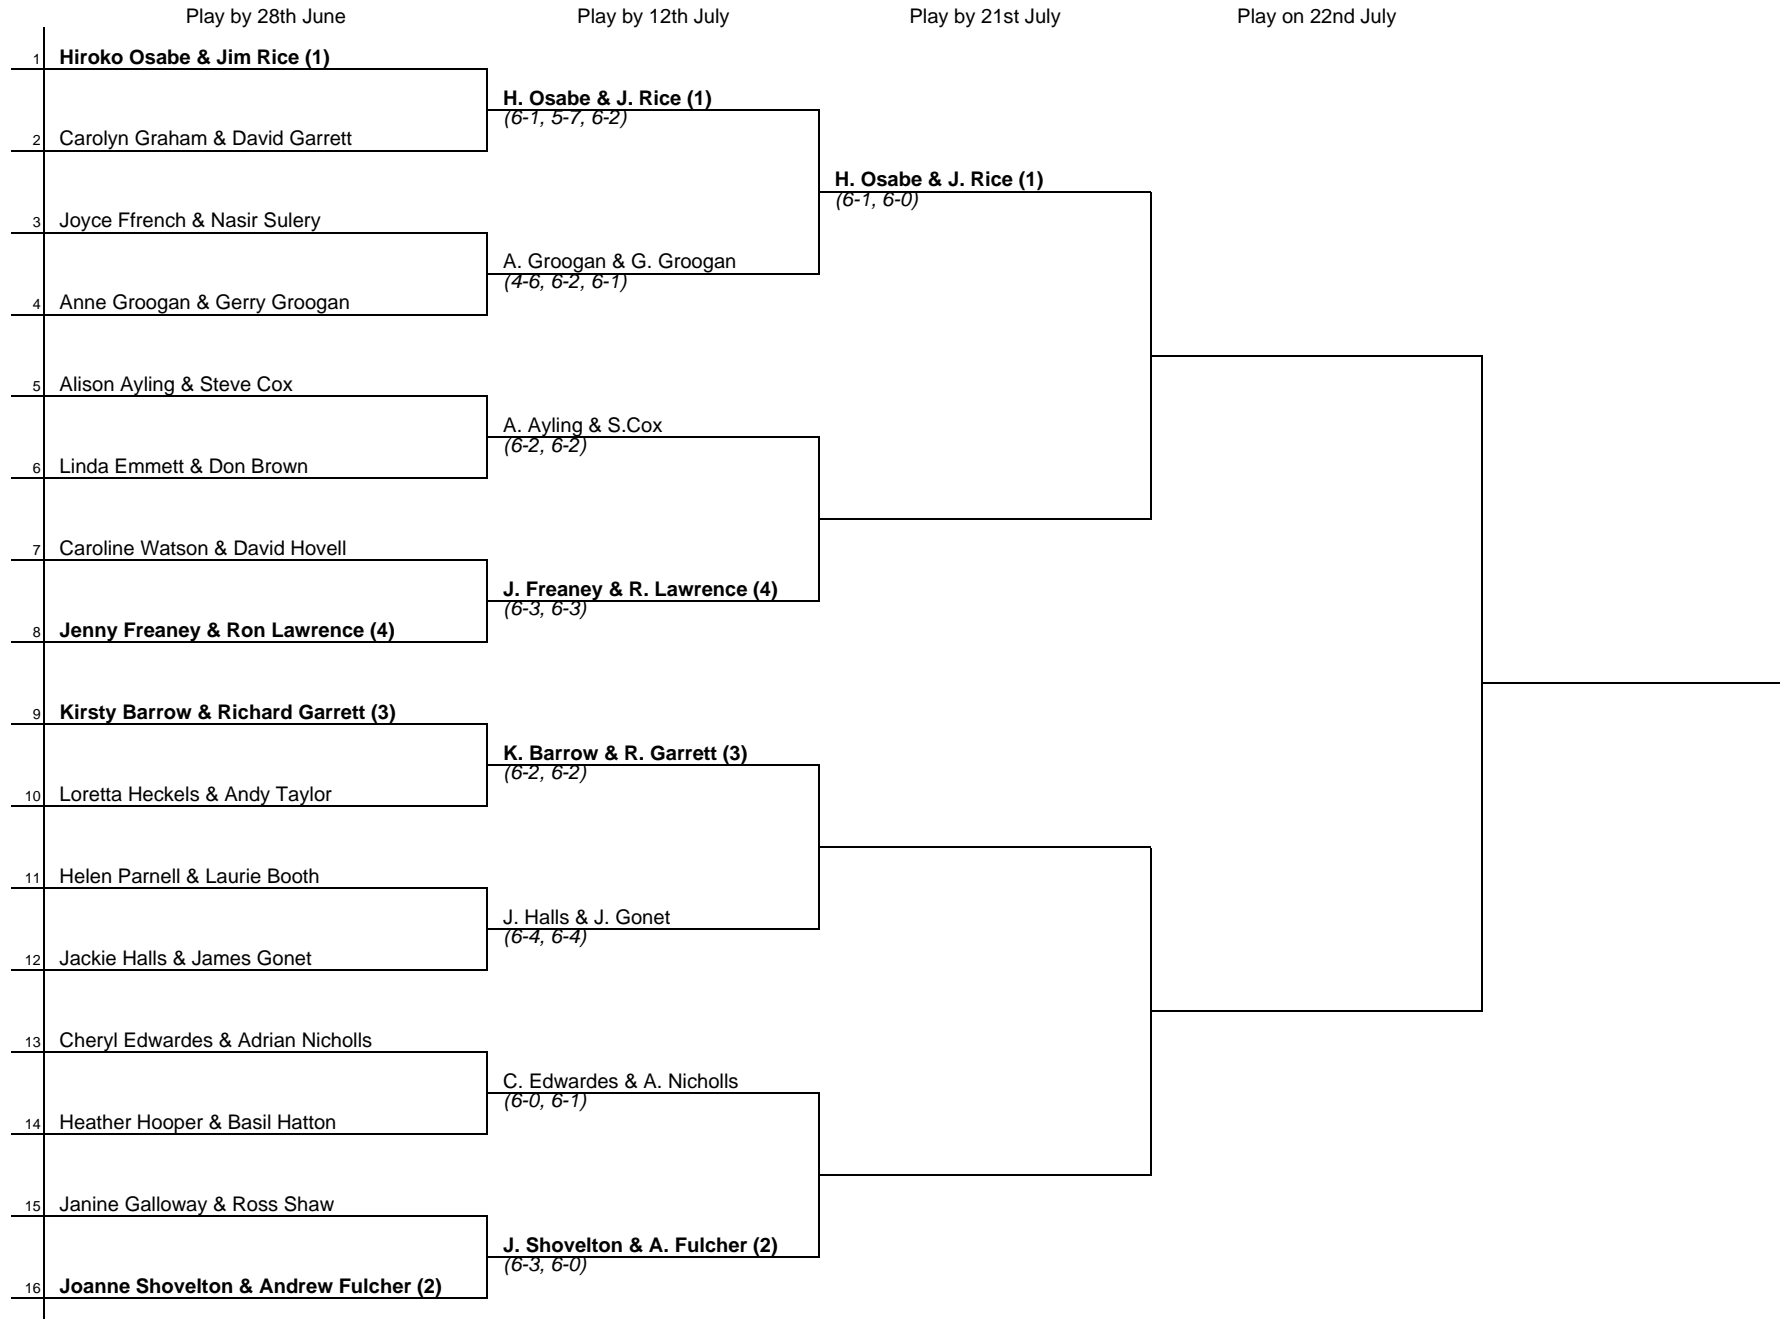 Play by 28th June Play by 12th July Play by 21st July Play on 22nd July
1 Hiroko Osabe & Jim Rice (1)
H. Osabe & J. Rice (1)
(6-1, 5-7, 6-2)
2 Carolyn Graham & David Garrett
H. Osabe & J. Rice (1)
(6-1, 6-0)
3 Joyce Ffrench & Nasir Sulery
A. Groogan & G. Groogan
(4-6, 6-2, 6-1)
4 Anne Groogan & Gerry Groogan
5 Alison Ayling & Steve Cox
A. Ayling & S.Cox
(6-2, 6-2)
6 Linda Emmett & Don Brown
7 Caroline Watson & David Hovell
J. Freaney & R. Lawrence (4)
(6-3, 6-3)
8 Jenny Freaney & Ron Lawrence (4)
9 Kirsty Barrow & Richard Garrett (3)
K. Barrow & R. Garrett (3)
(6-2, 6-2)
10 Loretta Heckels & Andy Taylor
11 Helen Parnell & Laurie Booth
J. Halls & J. Gonet
(6-4, 6-4)
12 Jackie Halls & James Gonet
13 Cheryl Edwardes & Adrian Nicholls
C. Edwardes & A. Nicholls
(6-0, 6-1)
14 Heather Hooper & Basil Hatton
15 Janine Galloway & Ross Shaw
J. Shovelton & A. Fulcher (2)
(6-3, 6-0)
16 Joanne Shovelton & Andrew Fulcher (2)